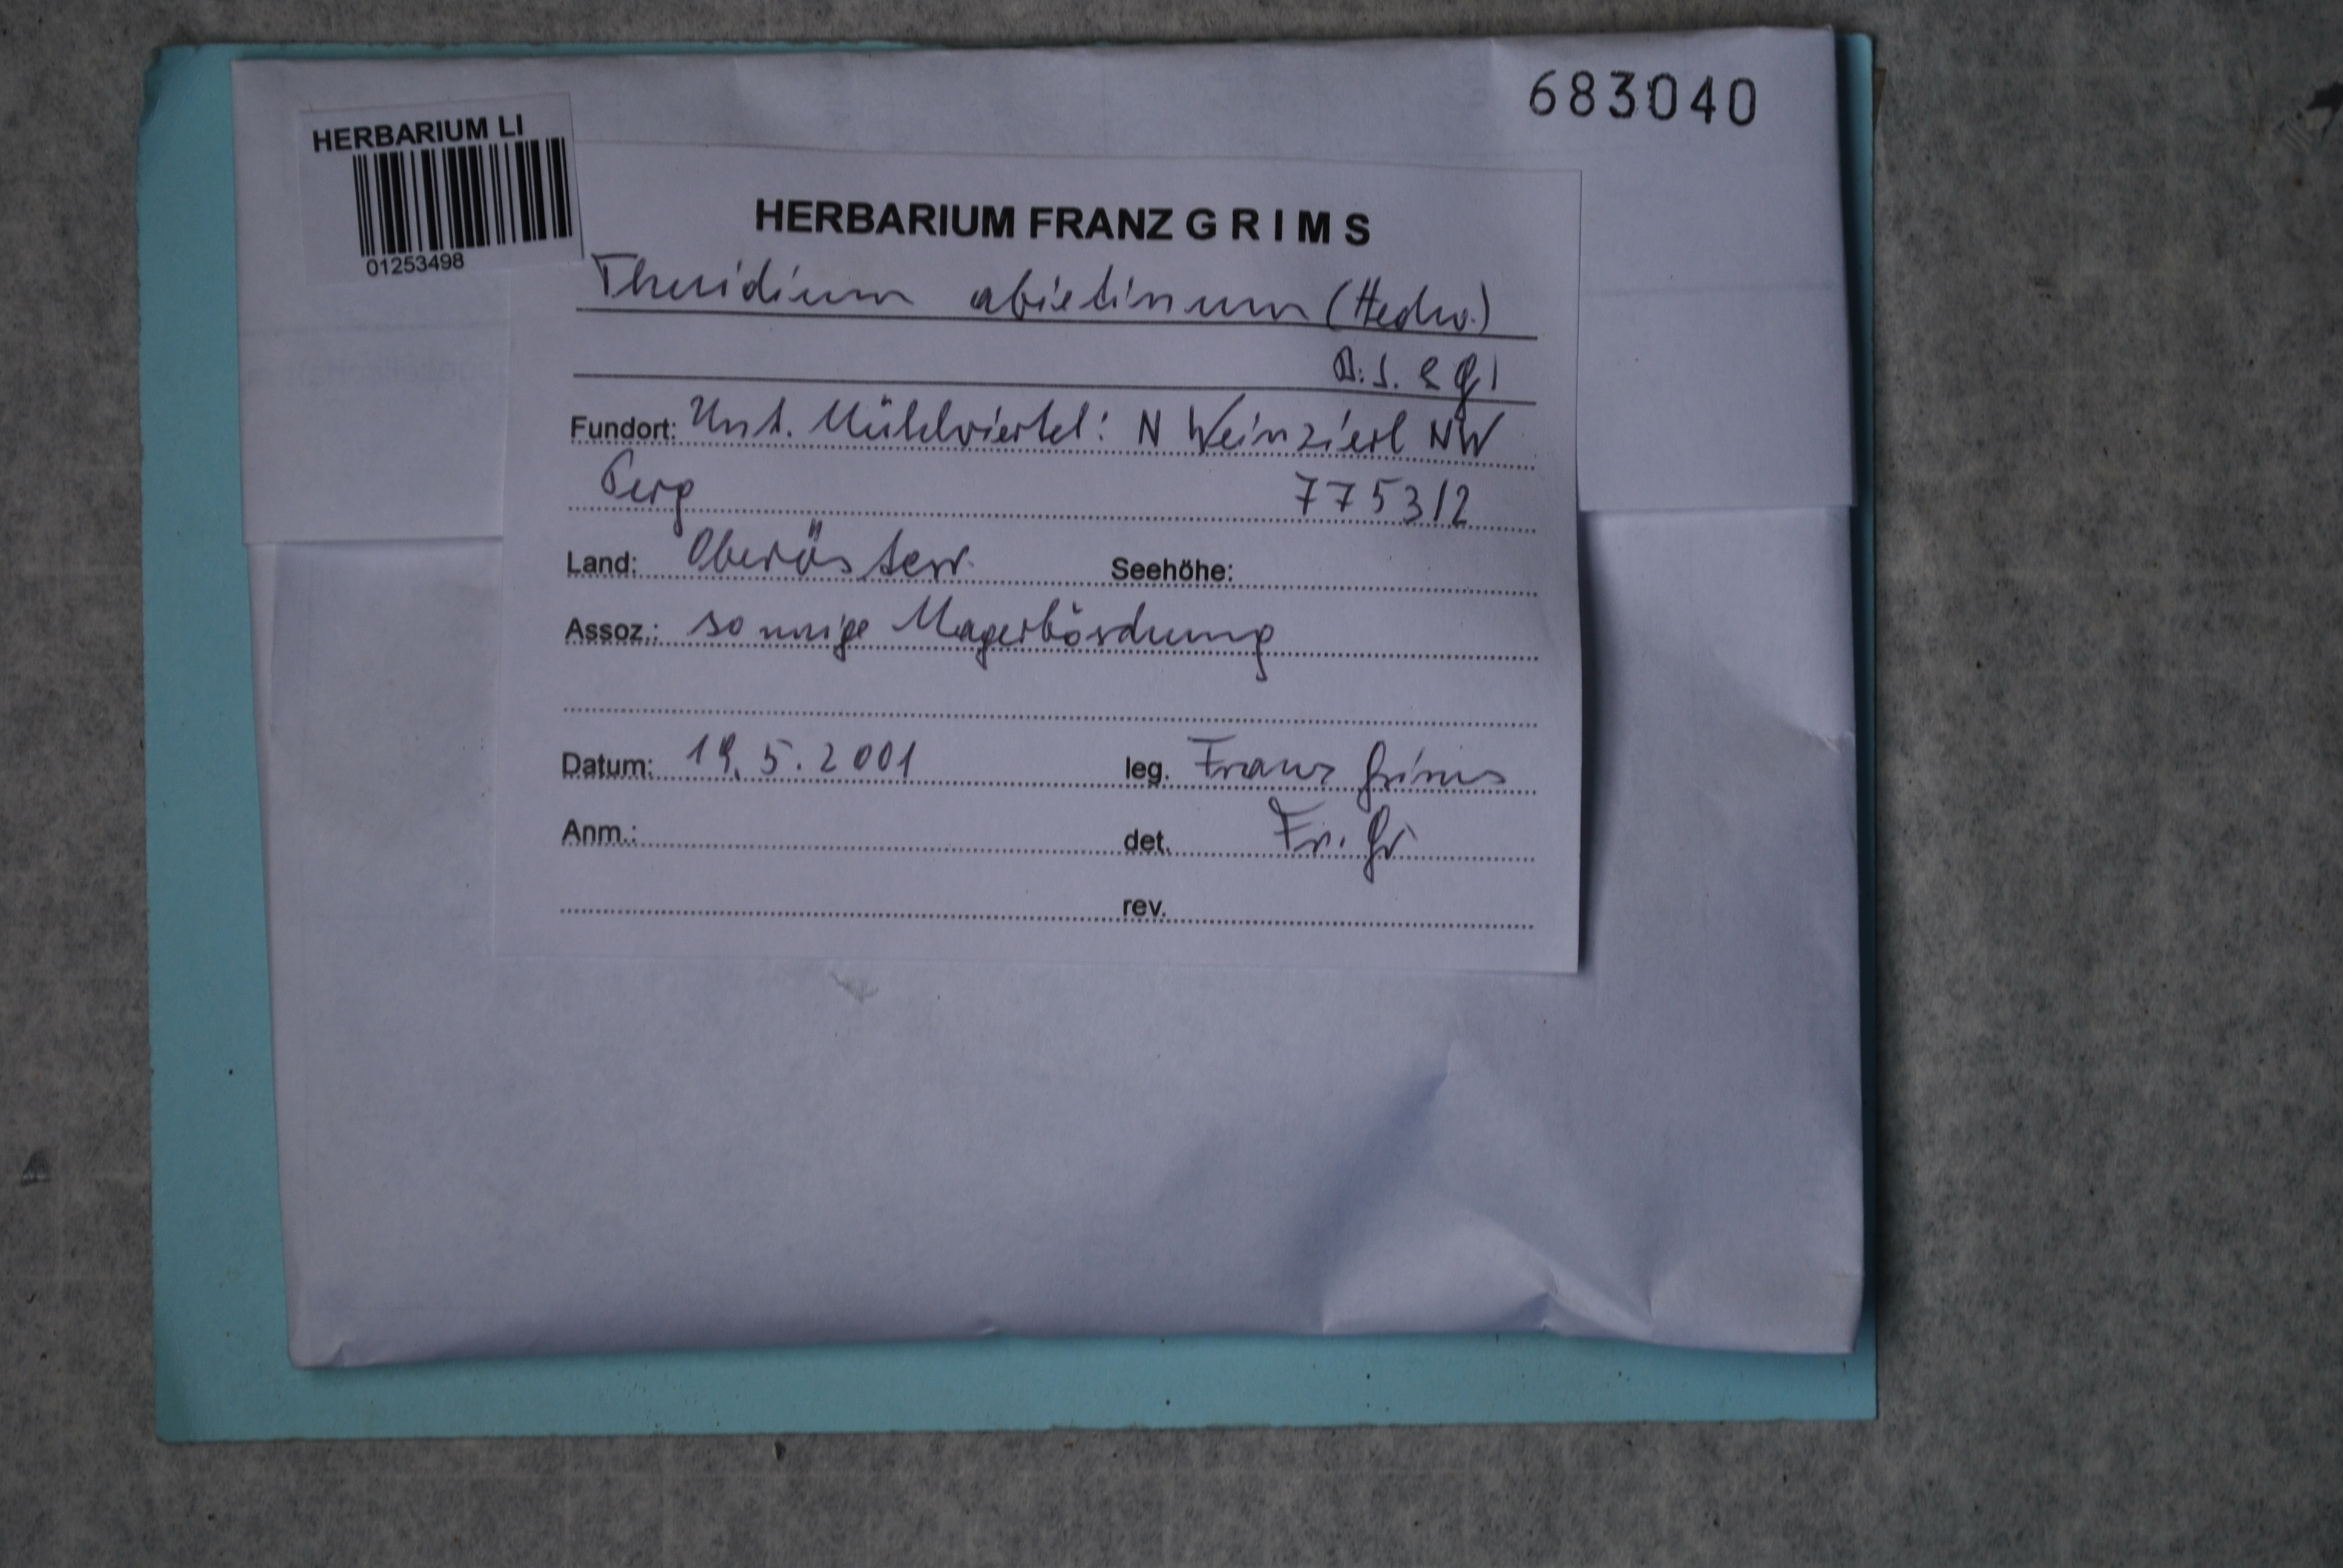 683040
HERBARIUM LI
01253498
HERBARIUM FRANZ G R I M S
Thuidium abietinum (Hedw.)
B. S. & G.
Fundort: Unt. Mühlviertel: N Weinzierl NW
Perg 7753/2
Land: Oberösterr. Seehöhe:
Assoz.: sonnige Magerböschung
Datum: 19.5.2001 leg. Franz Grims
Anm.: det. Fr. Gr
rev.